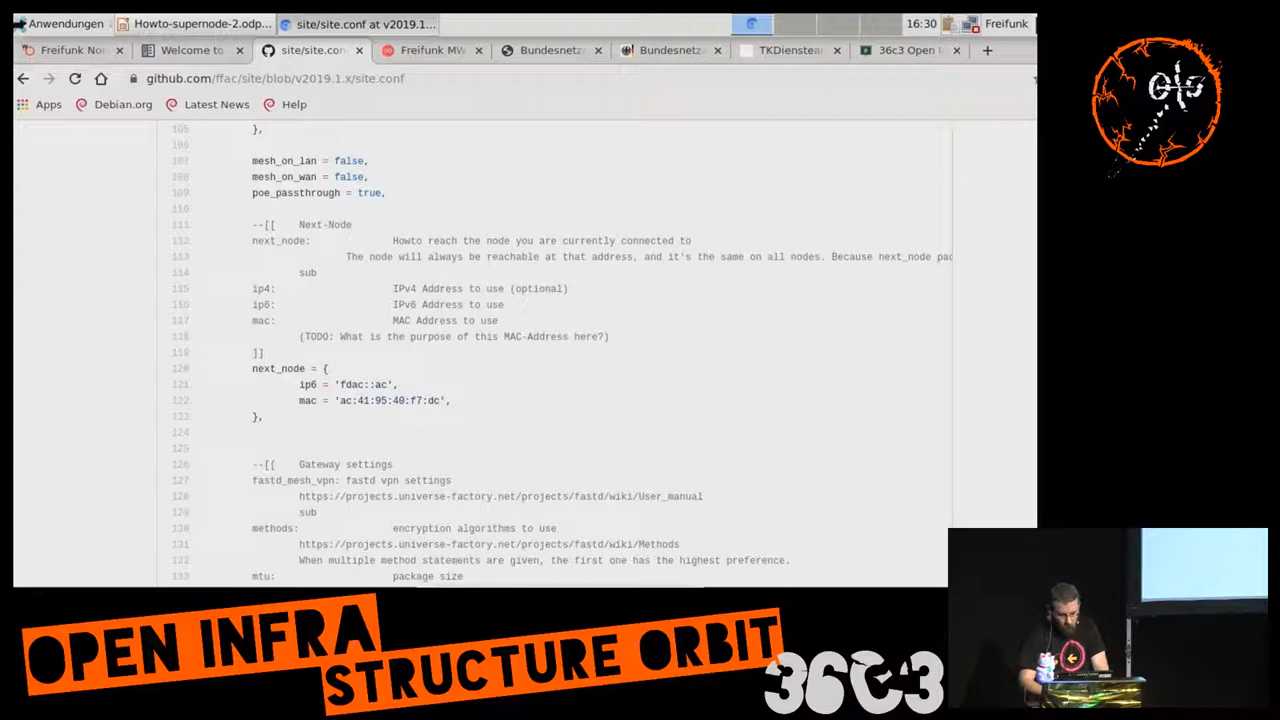 Anwendungen
Howto-supernode-2.odp...
site/site.conf at v2019.1...
16:30
Freifunk
Freifunk No
Welcome to
site/site.con
Freifunk MW
Bundesnetz
Bundesnetz
TKDienstean
36c3 Open I
github.com/ffac/site/blob/v2019.1.x/site.conf
Apps
Debian.org
Latest News
Help
105 },
106
107 mesh_on_lan = false,
108 mesh_on_wan = false,
109 poe_passthrough = true,
110
111 --[[ Next-Node
112 next_node: Howto reach the node you are currently connected to
113 The node will always be reachable at that address, and it's the same on all nodes. Because next_node pac
114 sub
115 ip4: IPv4 Address to use (optional)
116 ip6: IPv6 Address to use
117 mac: MAC Address to use
118 (TODO: What is the purpose of this MAC-Address here?)
119 ]]
120 next_node = {
121 ip6 = 'fdac::ac',
122 mac = 'ac:41:95:40:f7:dc',
123 },
124
125
126 --[[ Gateway settings
127 fastd_mesh_vpn: fastd vpn settings
128 https://projects.universe-factory.net/projects/fastd/wiki/User_manual
129 sub
130 methods: encryption algorithms to use
131 https://projects.universe-factory.net/projects/fastd/wiki/Methods
132 When multiple method statements are given, the first one has the highest preference.
133 mtu: package size
OPEN INFRA
STRUCTURE ORBIT
36C3